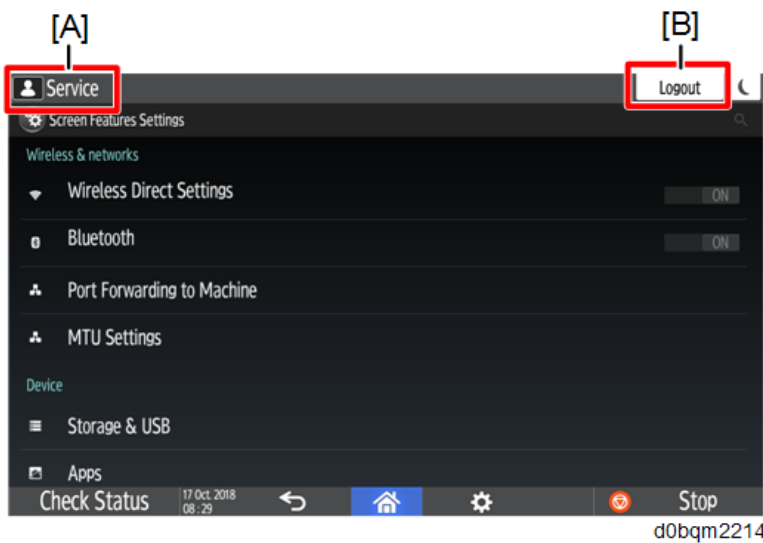 [A]
[B]
Service
Logout
Screen Features Settings
Wireless & networks
Wireless Direct Settings
ON
Bluetooth
ON
Port Forwarding to Machine
MTU Settings
Device
Storage & USB
Apps
Check Status
17 Oct. 2018
08 : 29
Stop
d0bqm2214